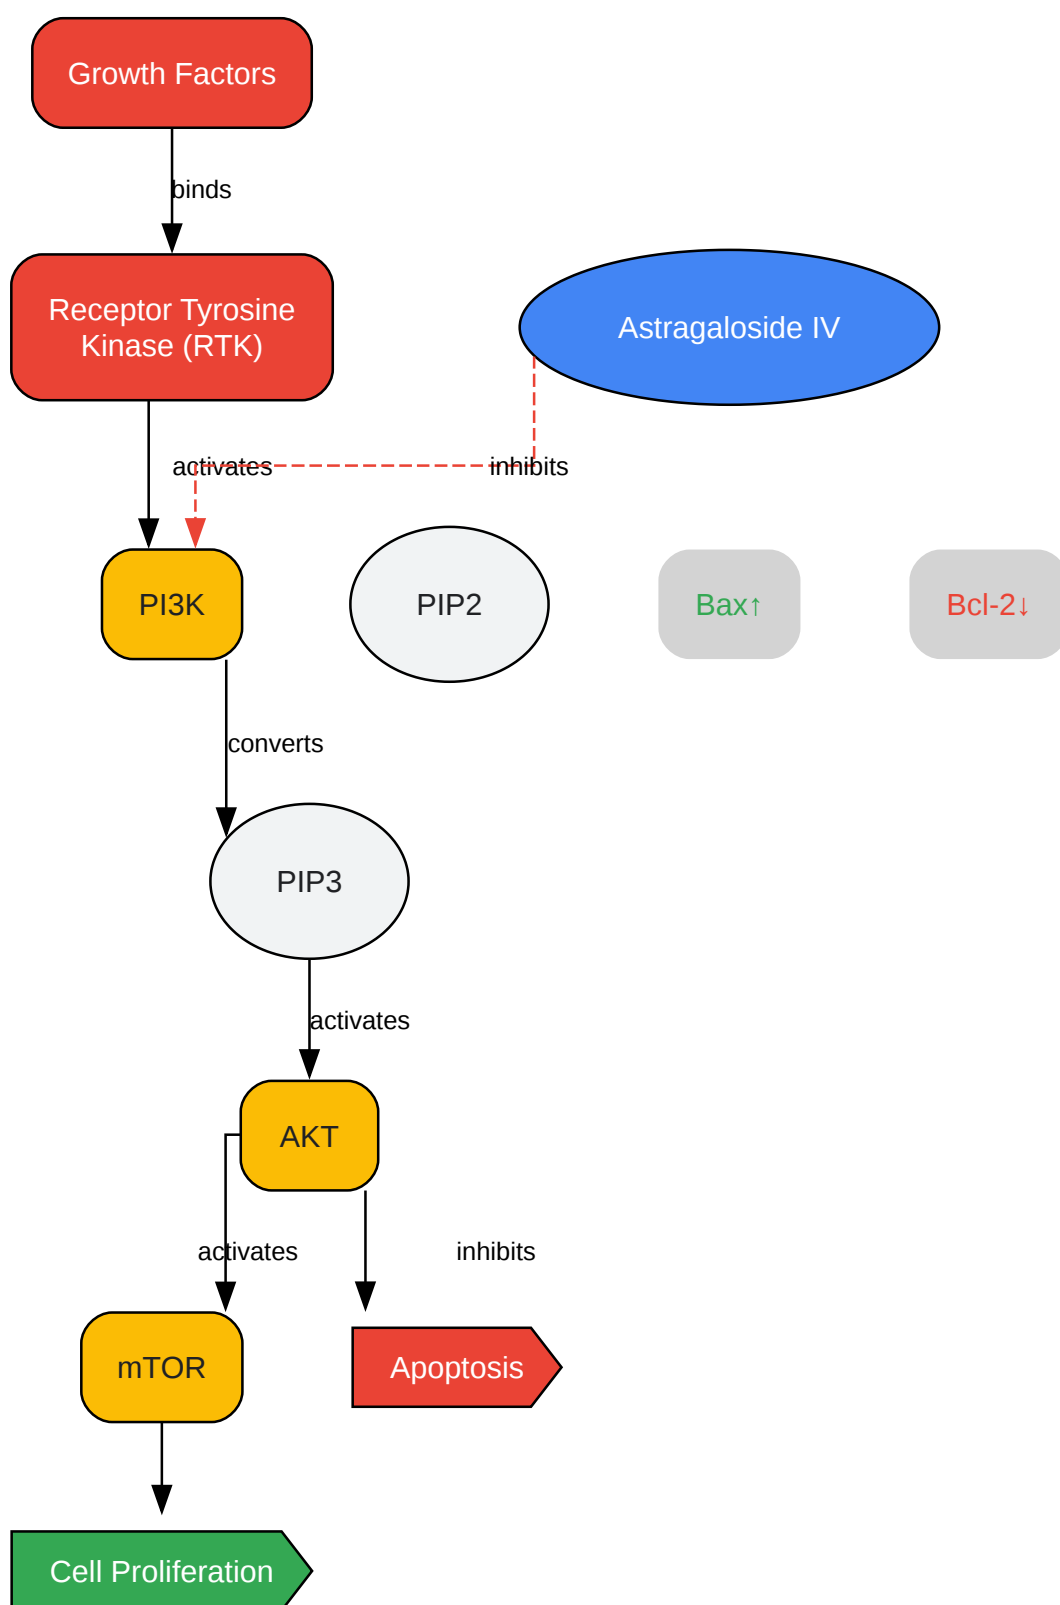 Growth Factors
binds
Receptor Tyrosine
Kinase (RTK)
Astragaloside IV
activates
inhibits
PI3K
PIP2
Bax↑
Bcl-2↓
converts
PIP3
activates
AKT
activates
inhibits
mTOR
Apoptosis
Cell Proliferation